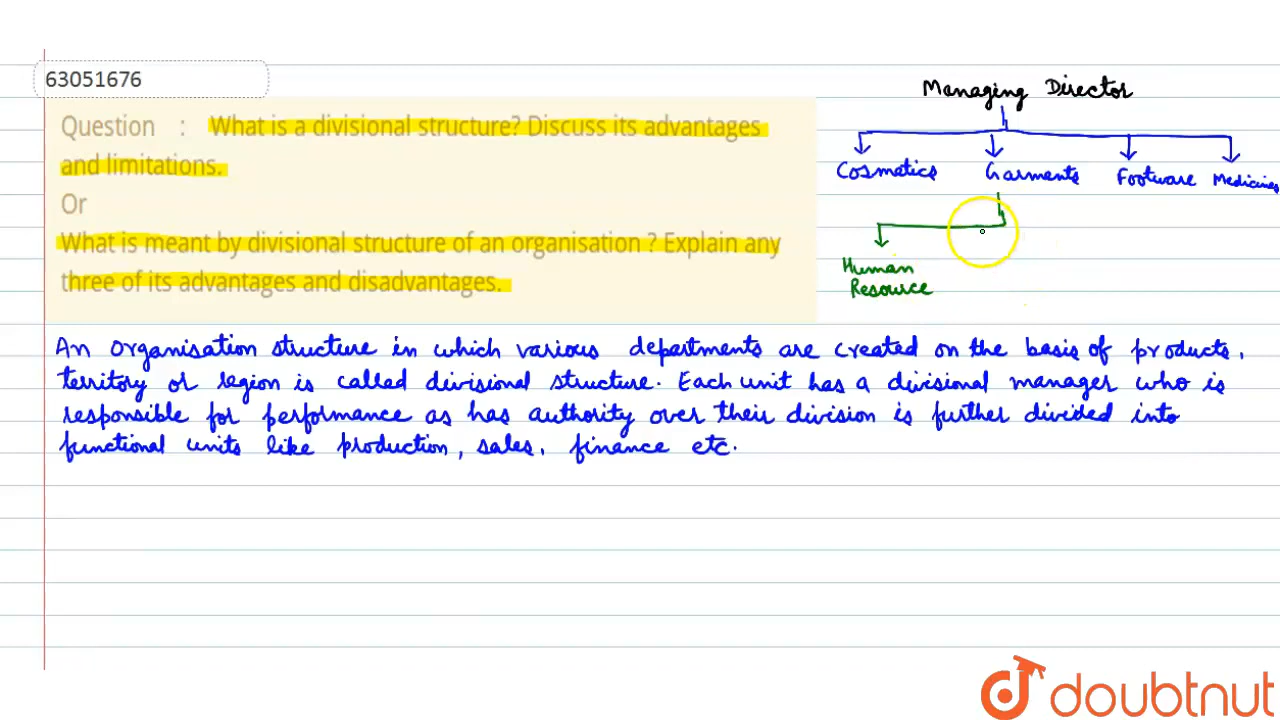 63051676
Question : What is a divisional structure? Discuss its advantages
and limitations.
Or
What is meant by divisional structure of an organisation ? Explain any
three of its advantages and disadvantages.
Managing Director
Cosmatics Garments Footware Medicines
Human
Resource
An organisation structure in which various departments are created on the basis of products,
territory or region is called divisional structure. Each unit has a divisional manager who is
responsible for performance as has authority over their division is further divided into
functional units like production, sales, finance etc.
doubtnut